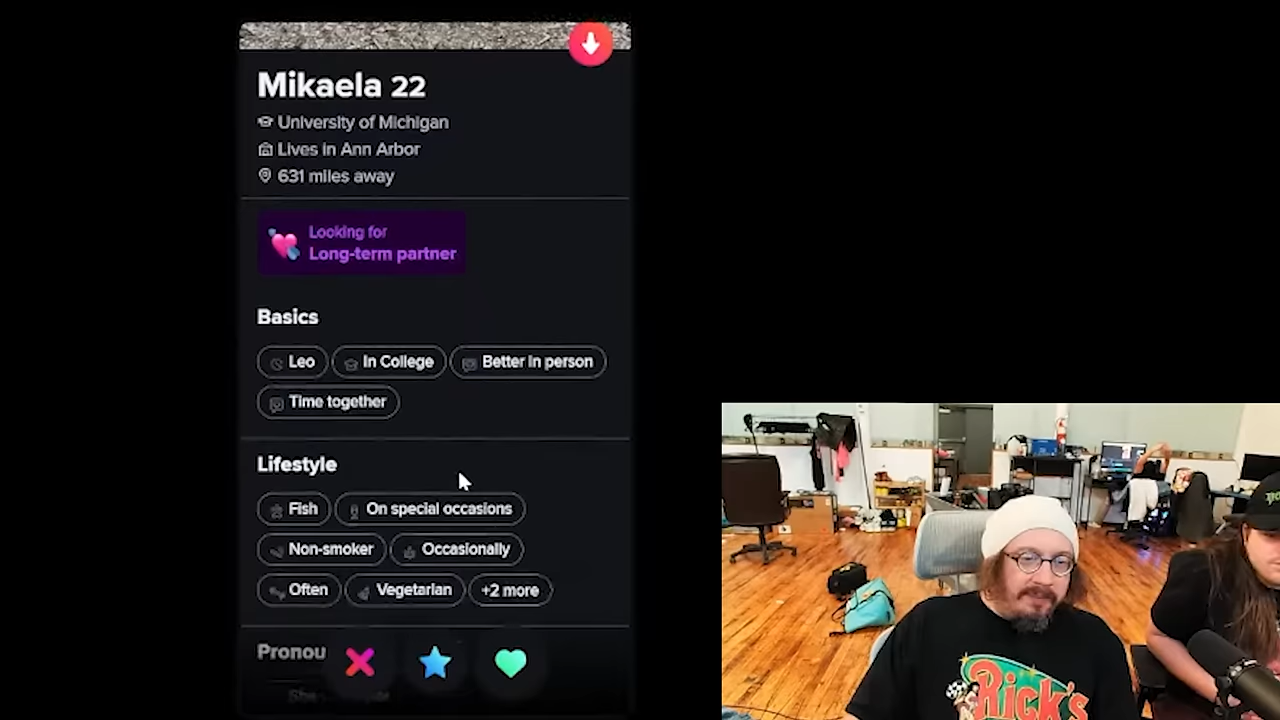 Mikaela 22
University of Michigan
Lives in Ann Arbor
631 miles away
Looking for
Long-term partner
Basics
Leo
In College
Better in person
Time together
Lifestyle
Fish
On special occasions
Non-smoker
Occasionally
Often
Vegetarian
+2 more
Pronou
Rick's